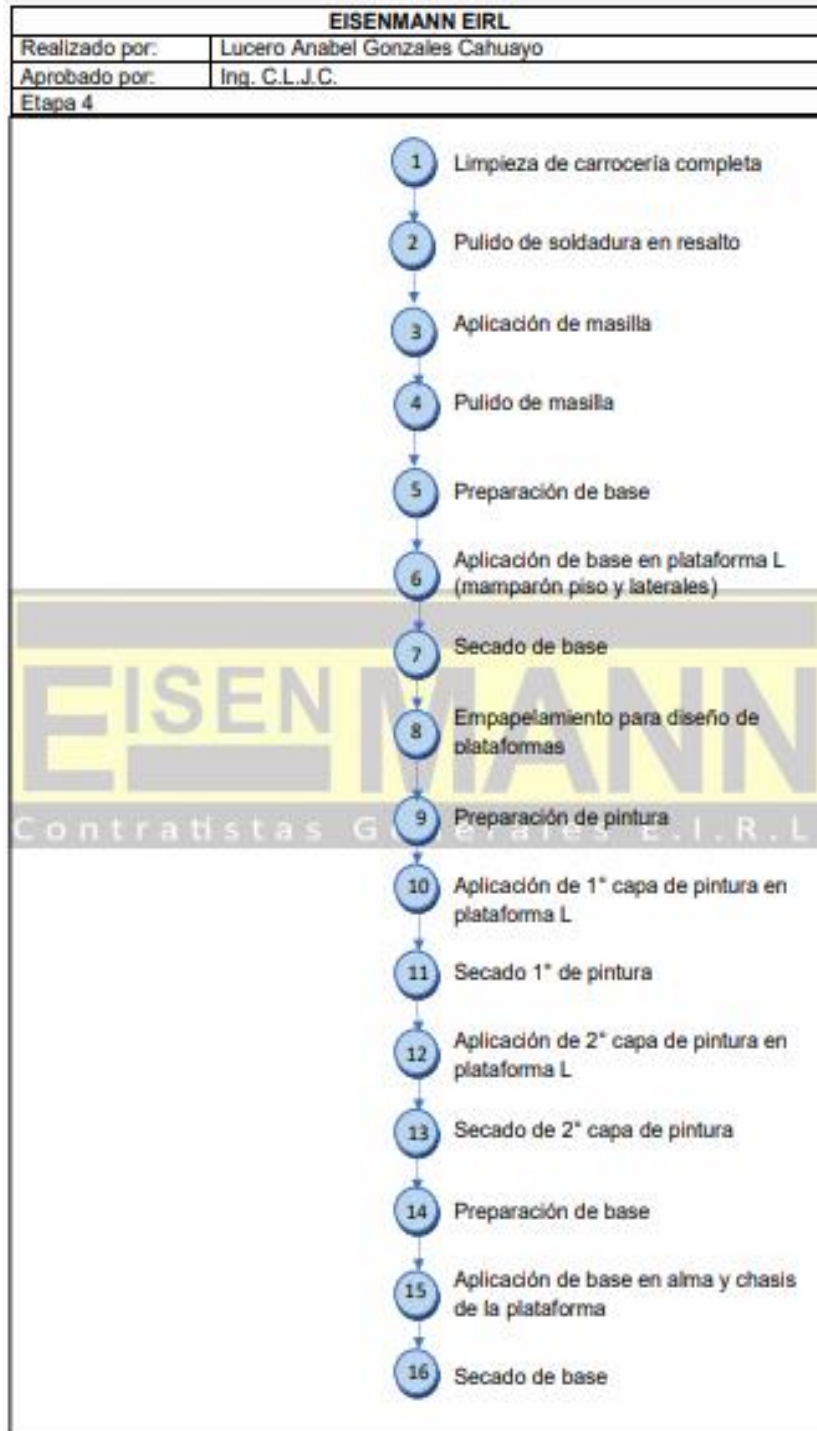 EISENMANN EIRL
Realizado por: Lucero Anabel Gonzales Cahuayo
Aprobado por: Ing. C.L.J.C.
Etapa 4
1 Limpieza de carrocería completa
2 Pulido de soldadura en resalto
3 Aplicación de masilla
4 Pulido de masilla
5 Preparación de base
6 Aplicación de base en plataforma L
(mamparón piso y laterales)
7 Secado de base
EISENMANN
8 Empapelamiento para diseño de
plataformas
9 Preparación de pintura
Contratistas Generales E.I.R.L
10 Aplicación de 1° capa de pintura en
plataforma L
11 Secado 1° de pintura
12 Aplicación de 2° capa de pintura en
plataforma L
13 Secado de 2° capa de pintura
14 Preparación de base
15 Aplicación de base en alma y chasis
de la plataforma
16 Secado de base